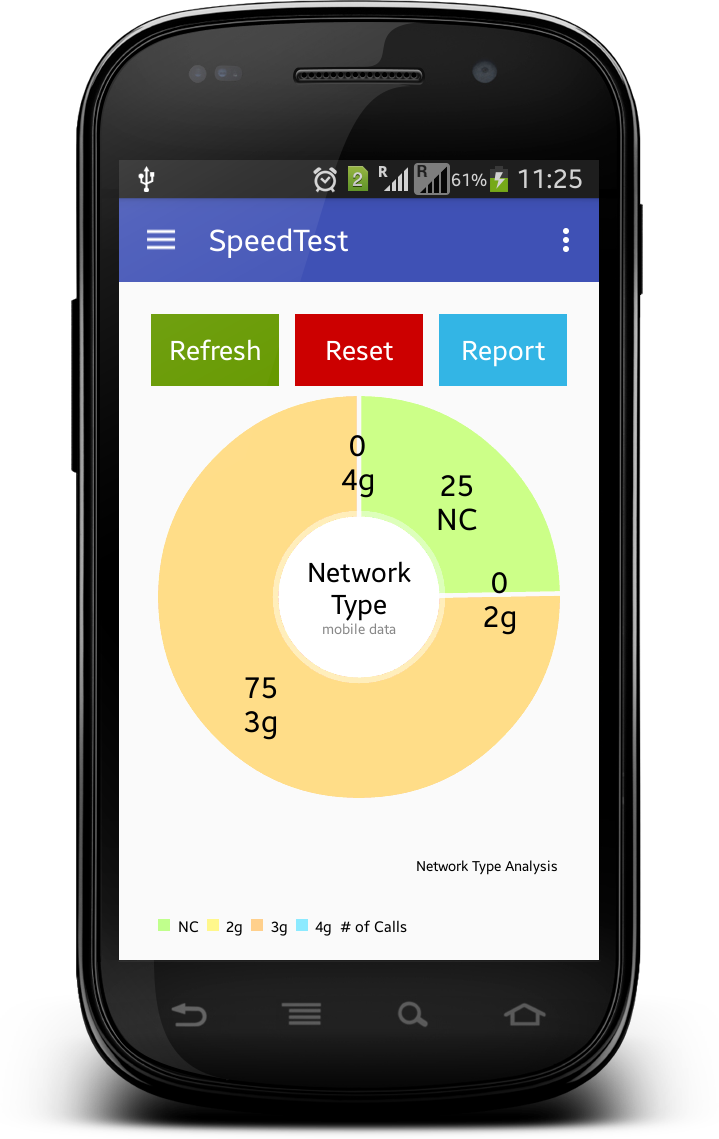 2 R R 61% 11:25
SpeedTest
Refresh Reset Report
0
4g
25
NC
0
2g
Network
Type
mobile data
75
3g
Network Type Analysis
NC 2g 3g 4g # of Calls